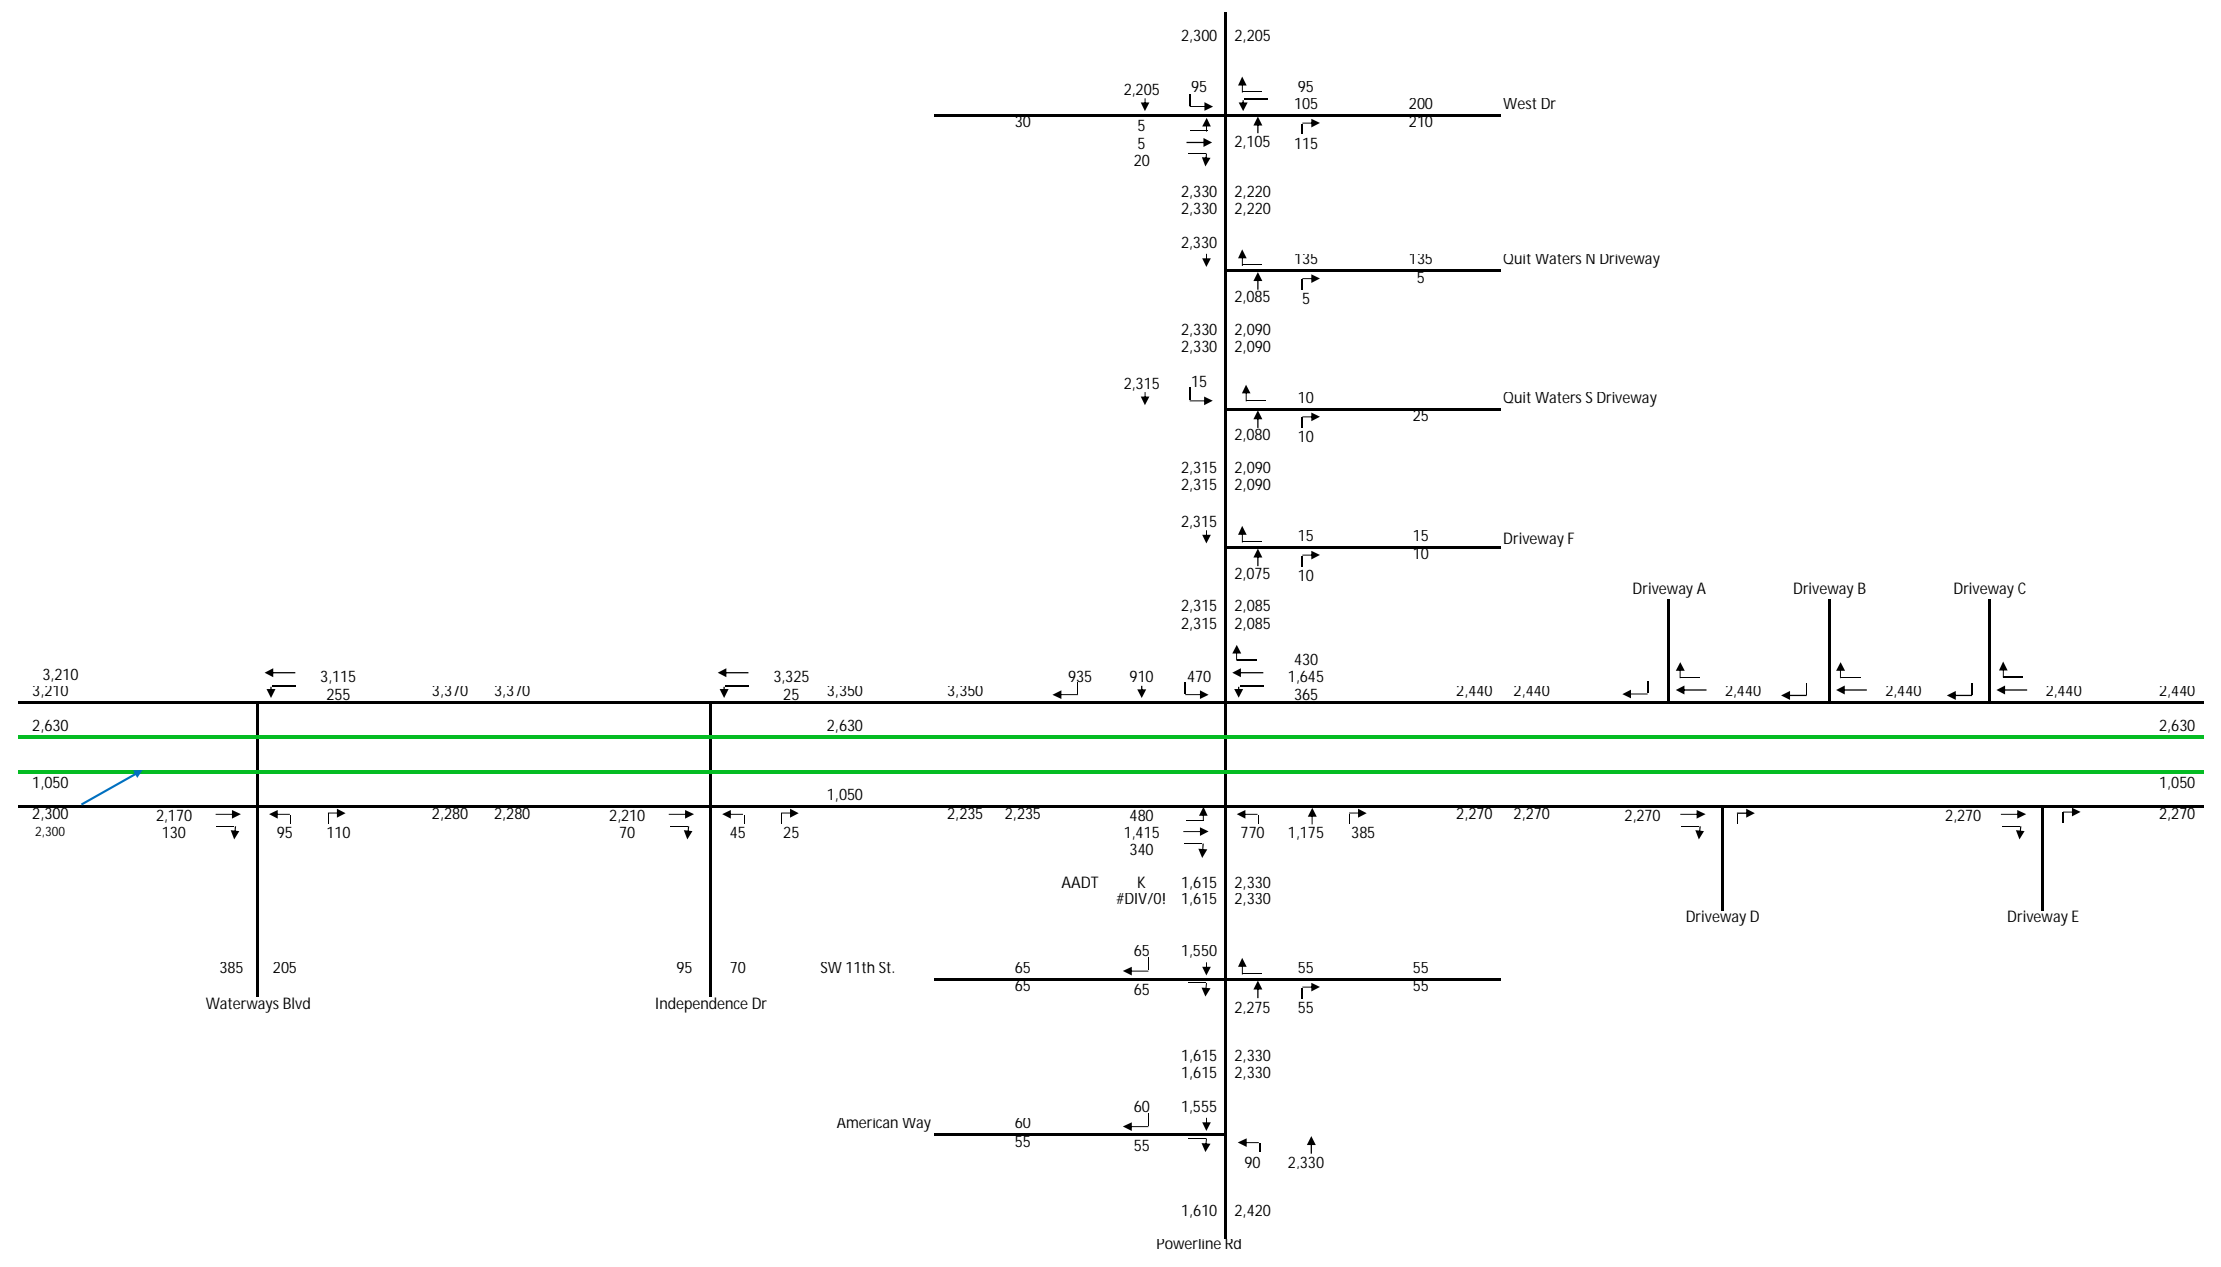 2,300 2,205
2,205 95 95
105 200 West Dr
30 5 210
5 2,105 115
20
2,330 2,220
2,330 2,220
2,330
135 135 Quit Waters N Driveway
5
2,085 5
2,330 2,090
2,330 2,090
2,315 15
10 Quit Waters S Driveway
25
2,080 10
2,315 2,090
2,315 2,090
2,315
15 15 Driveway F
10
2,075 10
Driveway A Driveway B Driveway C
2,315 2,085
2,315 2,085
430
3,210 3,115 3,325 935 910 470 1,645
3,210 255 3,370 3,370 25 3,350 3,350 365 2,440 2,440 2,440 2,440 2,440 2,440
2,630 2,630 2,630
1,050 1,050
1,050
2,300 2,170 2,280 2,280 2,210 2,235 2,235 480 2,270 2,270 2,270 2,270 2,270
2,300 130 95 110 70 45 25 1,415 770 1,175 385
340
AADT K 1,615 2,330
#DIV/0! 1,615 2,330
Driveway D Driveway E
65 1,550
385 205 95 70 SW 11th St. 65 55 55
65 65 55
Waterways Blvd Independence Dr 2,275 55
1,615 2,330
1,615 2,330
60 1,555
American Way 60
55 55
90 2,330
1,610 2,420
Powerline Rd